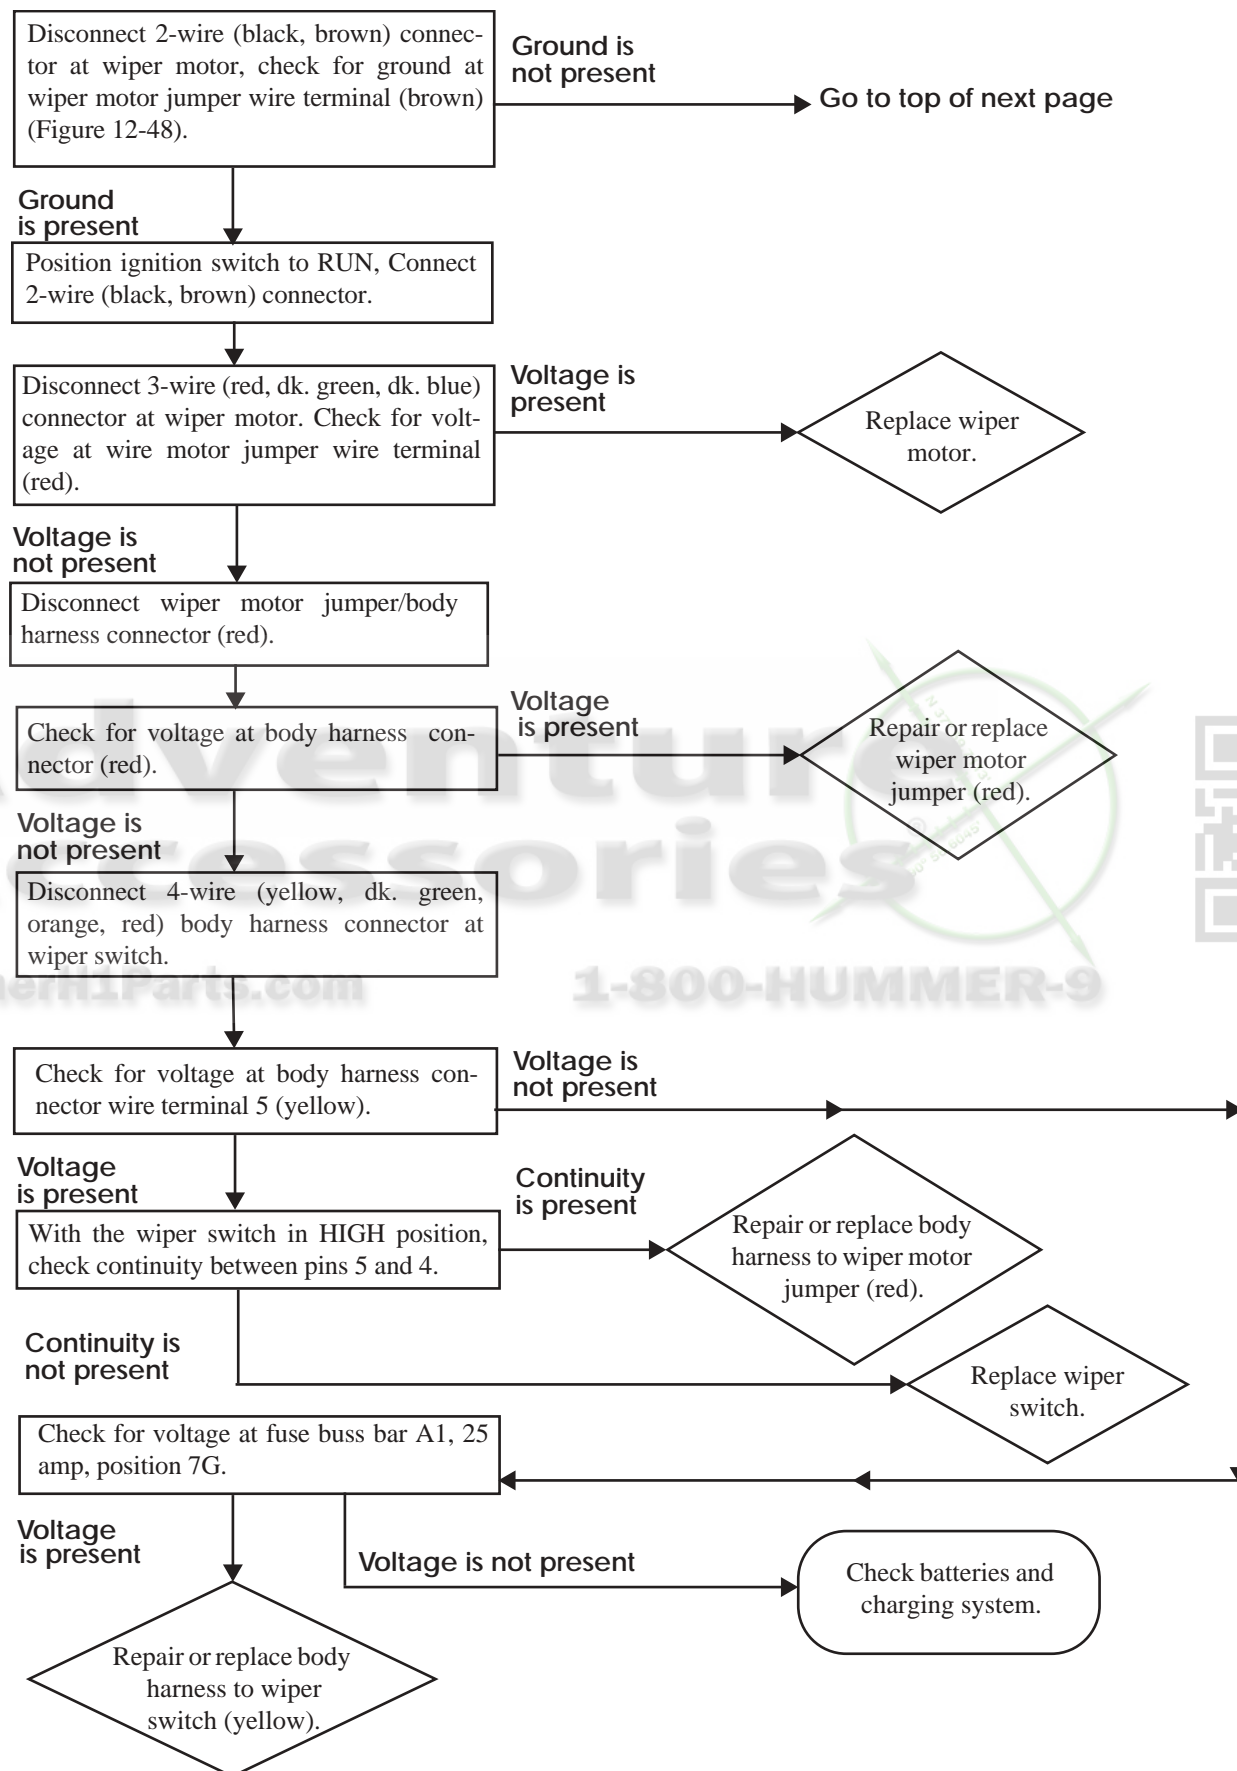 Disconnect 2-wire (black, brown) connec-
tor at wiper motor, check for ground at
wiper motor jumper wire terminal (brown)
(Figure 12-48).
Ground is
not present
Go to top of next page
Ground
is present
Position ignition switch to RUN, Connect
2-wire (black, brown) connector.
Disconnect 3-wire (red, dk. green, dk. blue)
connector at wiper motor. Check for volt-
age at wire motor jumper wire terminal
(red).
Voltage is
present
Replace wiper
motor.
Voltage is
not present
Disconnect wiper motor jumper/body
harness connector (red).
Check for voltage at body harness con-
nector (red).
Voltage
is present
Repair or replace
wiper motor
jumper (red).
Adventure
Voltage is
not present
ccessories
Disconnect 4-wire (yellow, dk. green,
orange, red) body harness connector at
wiper switch.
merH1Parts.com
1-800-HUMMER-9
Check for voltage at body harness con-
nector wire terminal 5 (yellow).
Voltage is
not present
Voltage
is present
With the wiper switch in HIGH position,
check continuity between pins 5 and 4.
Continuity
is present
Repair or replace body
harness to wiper motor
jumper (red).
Continuity is
not present
Replace wiper
switch.
Check for voltage at fuse buss bar A1, 25
amp, position 7G.
Voltage
is present
Voltage is not present
Check batteries and
charging system.
Repair or replace body
harness to wiper
switch (yellow).